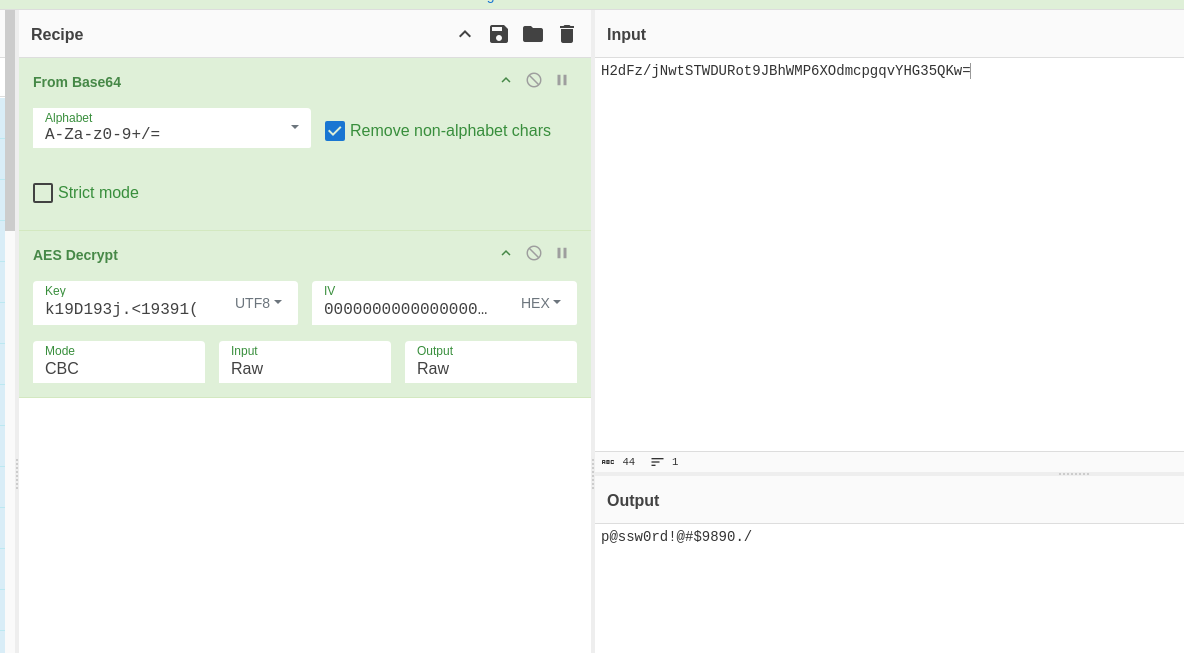 Recipe
From Base64
Alphabet
A-Za-z0-9+/=
Remove non-alphabet chars
Strict mode
AES Decrypt
Key
k19D193j.<19391(
UTF8
IV
0000000000000000…
HEX
Mode
CBC
Input
Raw
Output
Raw
Input
H2dFz/jNwtSTWDURot9JBhWMP6XOdmcpgqvYHG35QKw=
ABC 44 1
Output
p@ssw0rd!@#$9890./